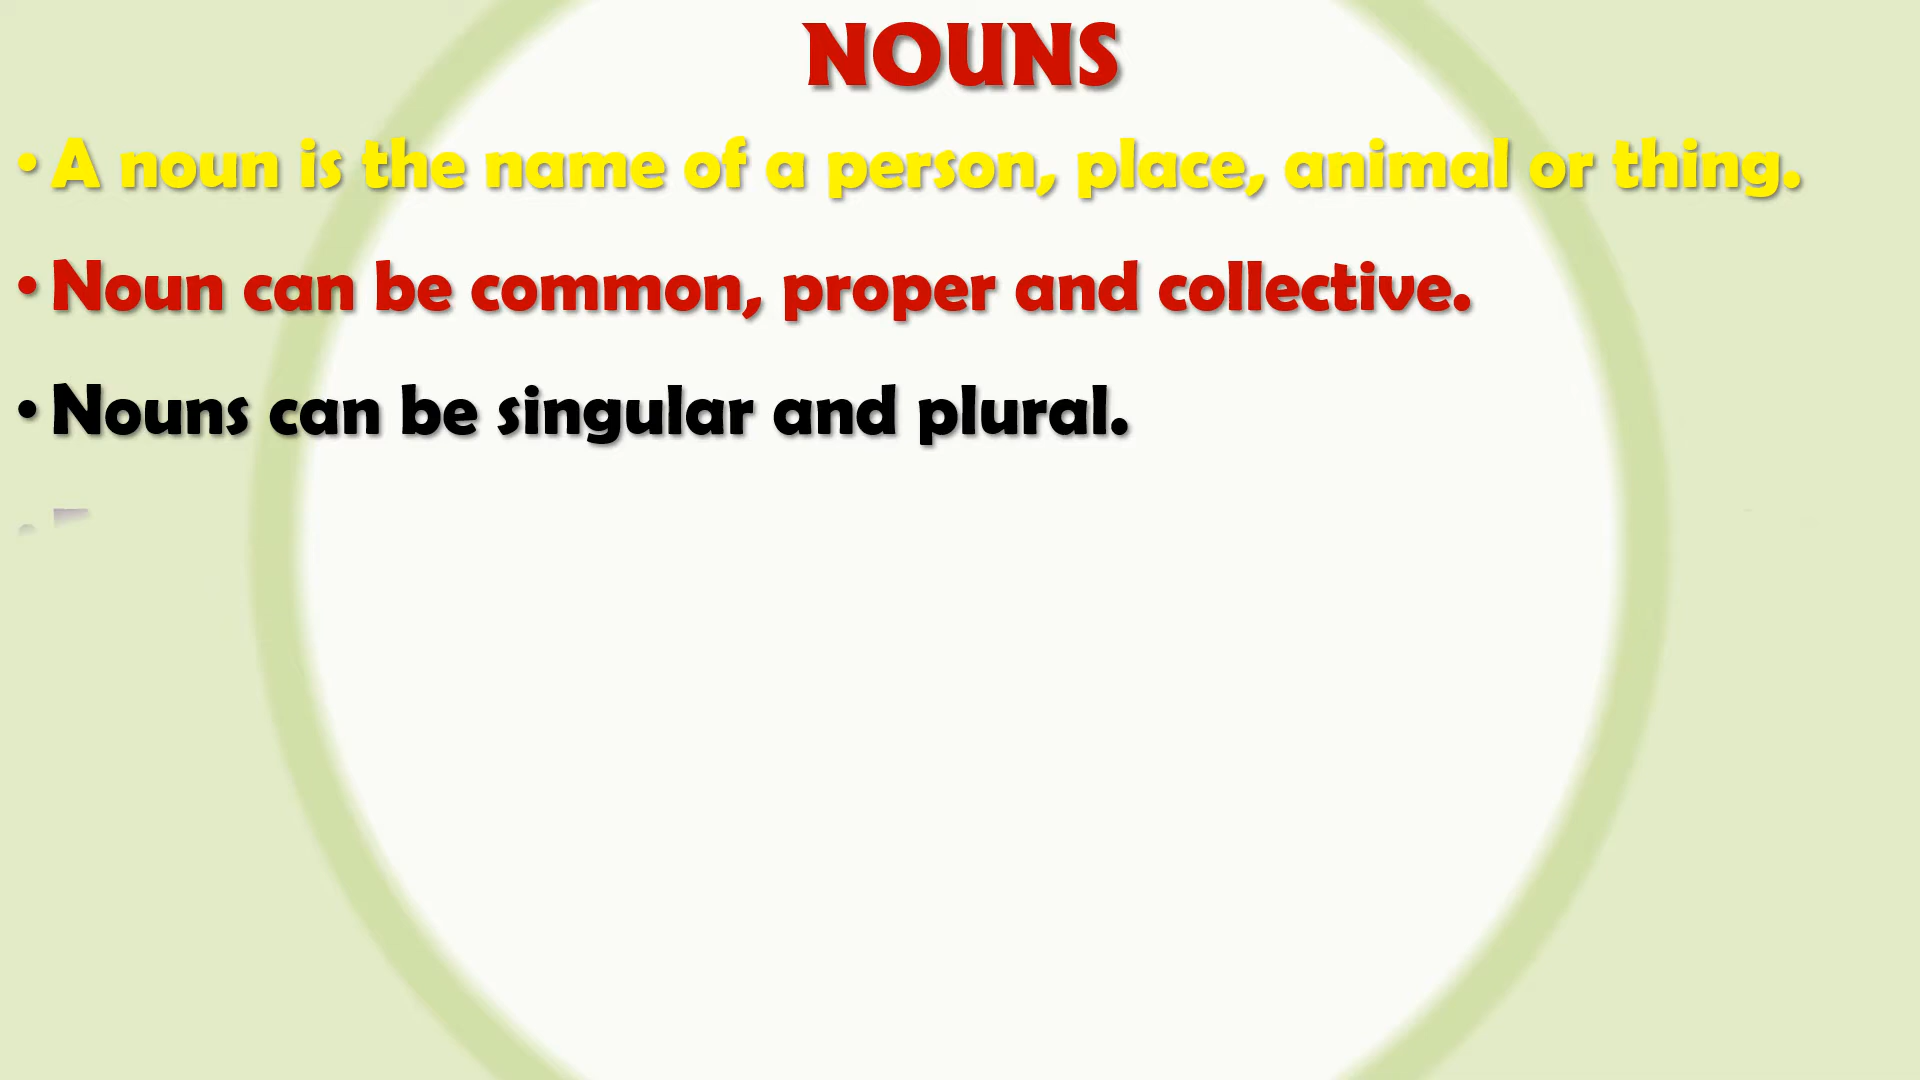 NOUNS
• A noun is the name of a person, place, animal or thing.
• Noun can be common, proper and collective.
• Nouns can be singular and plural.